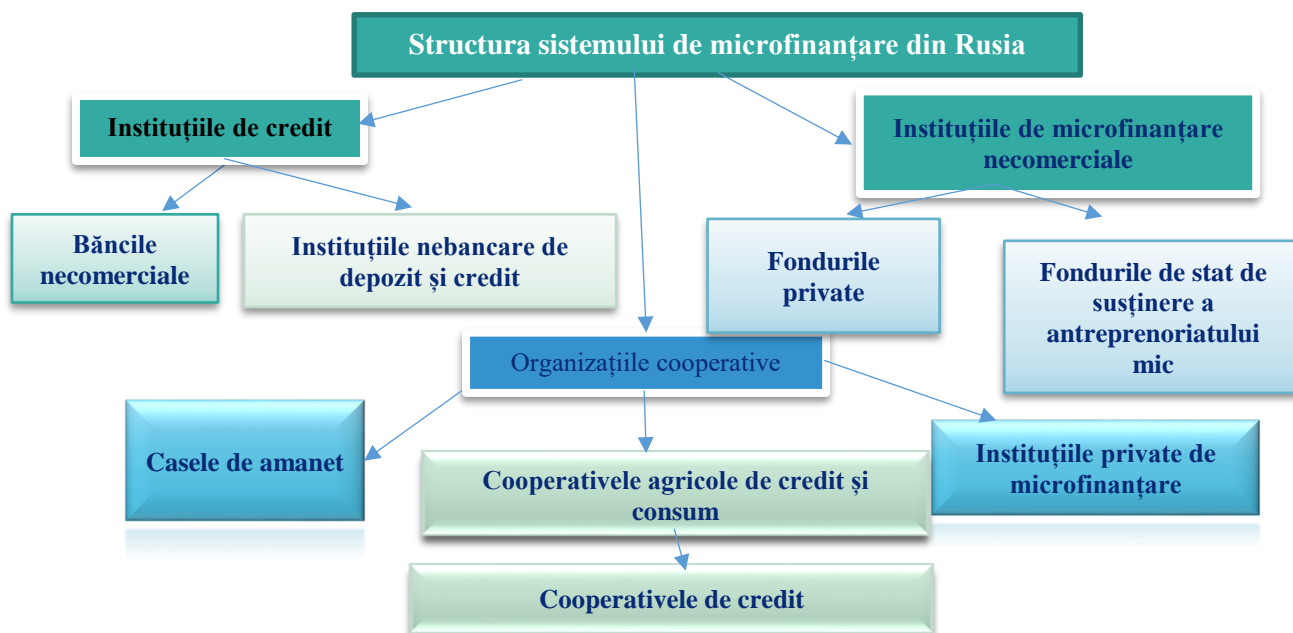 Structura sistemului de microfinanțare din Rusia
Instituțiile de credit
Instituțiile de microfinanțare
necomerciale
Băncile
necomerciale
Instituțiile nebancare de
depozit și credit
Fondurile
private
Fondurile de stat de
susținere a
antreprenoriatului
mic
Organizațiile cooperative
Casele de amanet
Cooperativele agricole de credit și
consum
Instituțiile private de
microfinanțare
Cooperativele de credit